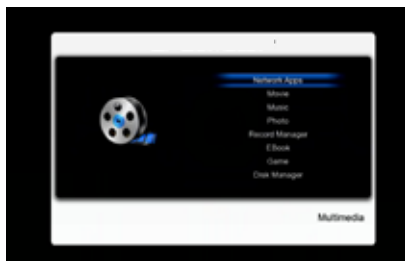 Network Apps
Movie
Music
Photo
Record Manager
EBook
Game
Disk Manager
Multimedia